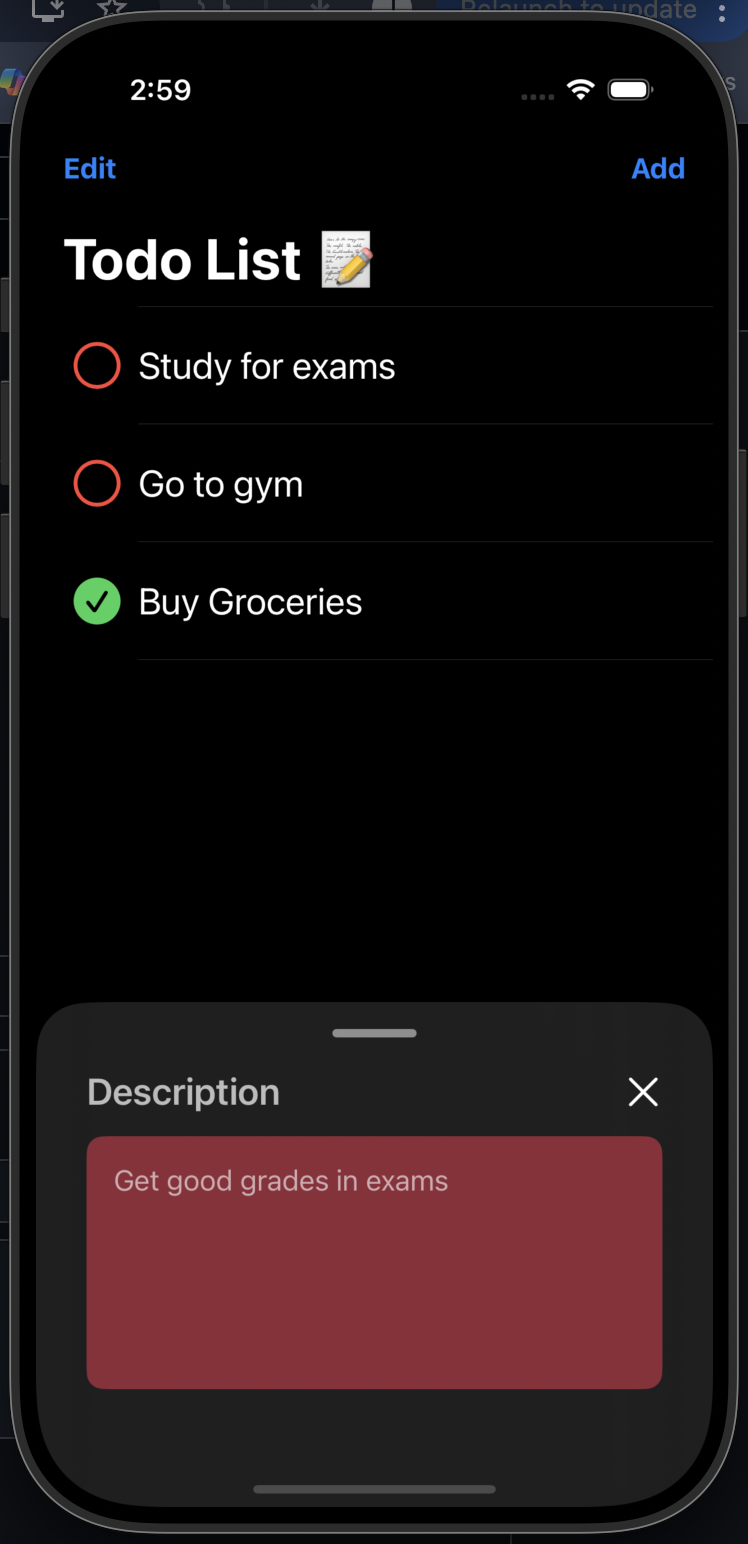 Relaunch to update
2:59
Edit
Add
Todo List
Study for exams
Go to gym
Buy Groceries
Description
Get good grades in exams